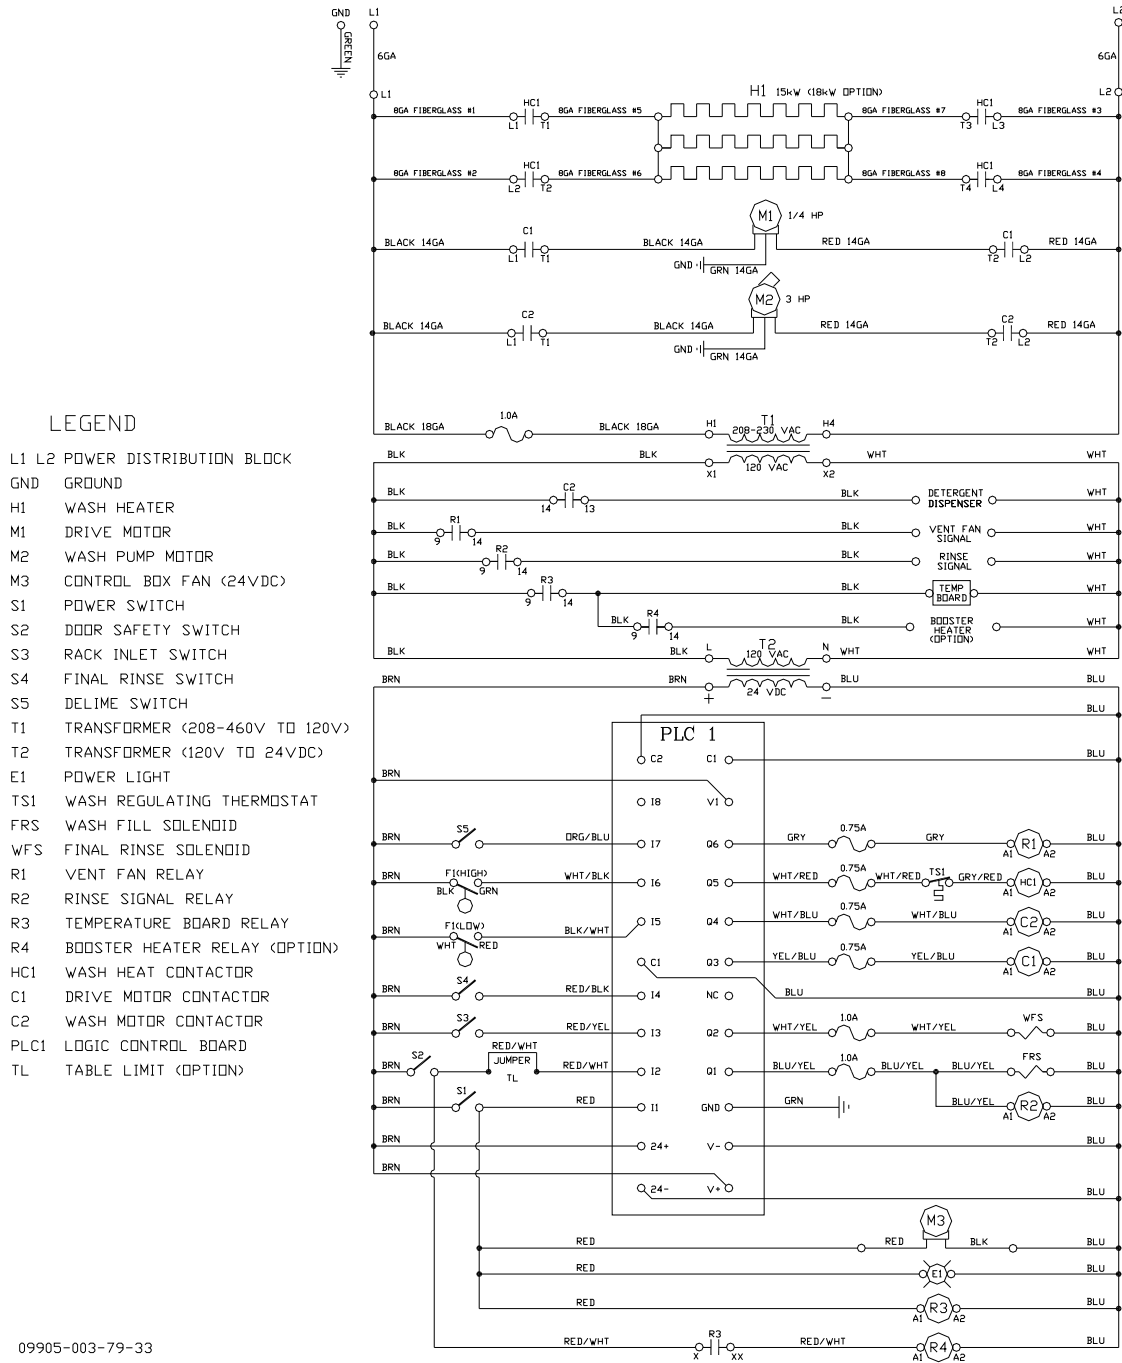 GND L1 L2
GREEN
6GA 6GA
L1 L2
H1 15kW (18kW OPTION)
8GA FIBERGLASS #1 HC1 8GA FIBERGLASS #5 8GA FIBERGLASS #7 HC1 8GA FIBERGLASS #3
L1 T1 T3 L3
8GA FIBERGLASS #2 HC1 8GA FIBERGLASS #6 8GA FIBERGLASS #8 HC1 8GA FIBERGLASS #4
L2 T2 T4 L4
M1 1/4 HP
BLACK 14GA C1 BLACK 14GA RED 14GA C1 RED 14GA
L1 T1 T2 L2
GND GRN 14GA
M2 3 HP
BLACK 14GA C2 BLACK 14GA RED 14GA C2 RED 14GA
L1 T1 T2 L2
GND GRN 14GA
LEGEND
L1 L2 POWER DISTRIBUTION BLOCK
GND GROUND
H1 WASH HEATER
M1 DRIVE MOTOR
M2 WASH PUMP MOTOR
M3 CONTROL BOX FAN (24VDC)
S1 POWER SWITCH
S2 DOOR SAFETY SWITCH
S3 RACK INLET SWITCH
S4 FINAL RINSE SWITCH
S5 DELIME SWITCH
T1 TRANSFORMER (208-460V TO 120V)
T2 TRANSFORMER (120V TO 24VDC)
E1 POWER LIGHT
TS1 WASH REGULATING THERMOSTAT
FRS WASH FILL SOLENOID
WFS FINAL RINSE SOLENOID
R1 VENT FAN RELAY
R2 RINSE SIGNAL RELAY
R3 TEMPERATURE BOARD RELAY
R4 BOOSTER HEATER RELAY (OPTION)
HC1 WASH HEAT CONTACTOR
C1 DRIVE MOTOR CONTACTOR
C2 WASH MOTOR CONTACTOR
PLC1 LOGIC CONTROL BOARD
TL TABLE LIMIT (OPTION)
BLACK 18GA 1.0A BLACK 18GA H1 T1 H4
208-230 VAC
BLK BLK X1 120 VAC X2 WHT WHT
BLK 14 C2 13 BLK DETERGENT DISPENSER WHT
BLK 9 R1 14 BLK VENT FAN SIGNAL WHT
BLK 9 R2 14 BLK RINSE SIGNAL WHT
BLK 9 R3 14 BLK TEMP BOARD WHT
BLK 9 R4 14 BLK BOOSTER HEATER (OPTION) WHT
BLK BLK L T2 N WHT WHT
120 VAC
BRN BRN + 24 VDC - BLU BLU
BLU
PLC 1
C2 C1 BLU
BRN
I8 V1
BRN S5 ORG/BLU I7 Q6 GRY 0.75A GRY A1 R1 A2 BLU
BRN F1(HIGH) WHT/BLK I6 Q5 WHT/RED 0.75A WHT/RED TS1 GRY/RED HC1 A1 A2 BLU
BLK GRN
BRN F1(LOW) BLK/WHT I5 Q4 WHT/BLU 0.75A WHT/BLU A1 C2 A2 BLU
WHT RED
C1 Q3 YEL/BLU 0.75A YEL/BLU A1 C1 A2 BLU
BRN S4 RED/BLK I4 NC BLU BLU
BRN S3 RED/YEL I3 Q2 WHT/YEL 1.0A WHT/YEL WFS BLU
RED/WHT
BRN S2 JUMPER TL RED/WHT I2 Q1 BLU/YEL 1.0A BLU/YEL BLU/YEL FRS BLU
BRN S1 RED I1 GND GRN BLU/YEL A1 R2 A2 BLU
BRN 24+ V- BLU
BRN
24- V+ BLU
M3
RED RED BLK BLU
RED E1 BLU
RED A1 R3 A2 BLU
RED/WHT X R3 XX RED/WHT A1 R4 A2 BLU
09905-003-79-33